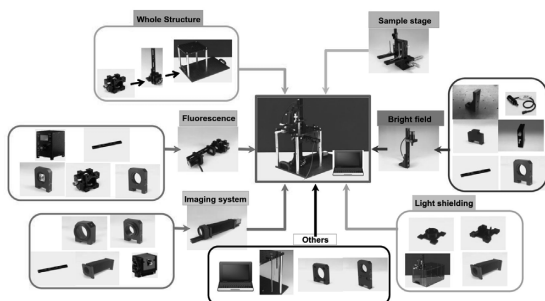 Whole Structure
Sample stage
Fluorescence
Bright field
Imaging system
Others
Light shielding